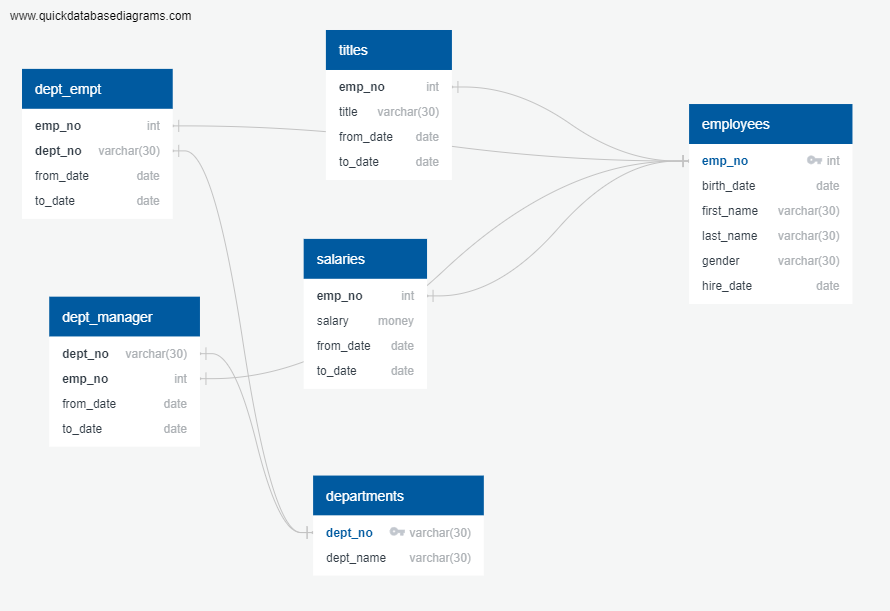 www.quickdatabasediagrams.com
titles
emp_no int
title varchar(30)
from_date date
to_date date
dept_empt
emp_no int
dept_no varchar(30)
from_date date
to_date date
employees
emp_no int
birth_date date
first_name varchar(30)
last_name varchar(30)
gender varchar(30)
hire_date date
salaries
emp_no int
salary money
from_date date
to_date date
dept_manager
dept_no varchar(30)
emp_no int
from_date date
to_date date
departments
dept_no varchar(30)
dept_name varchar(30)